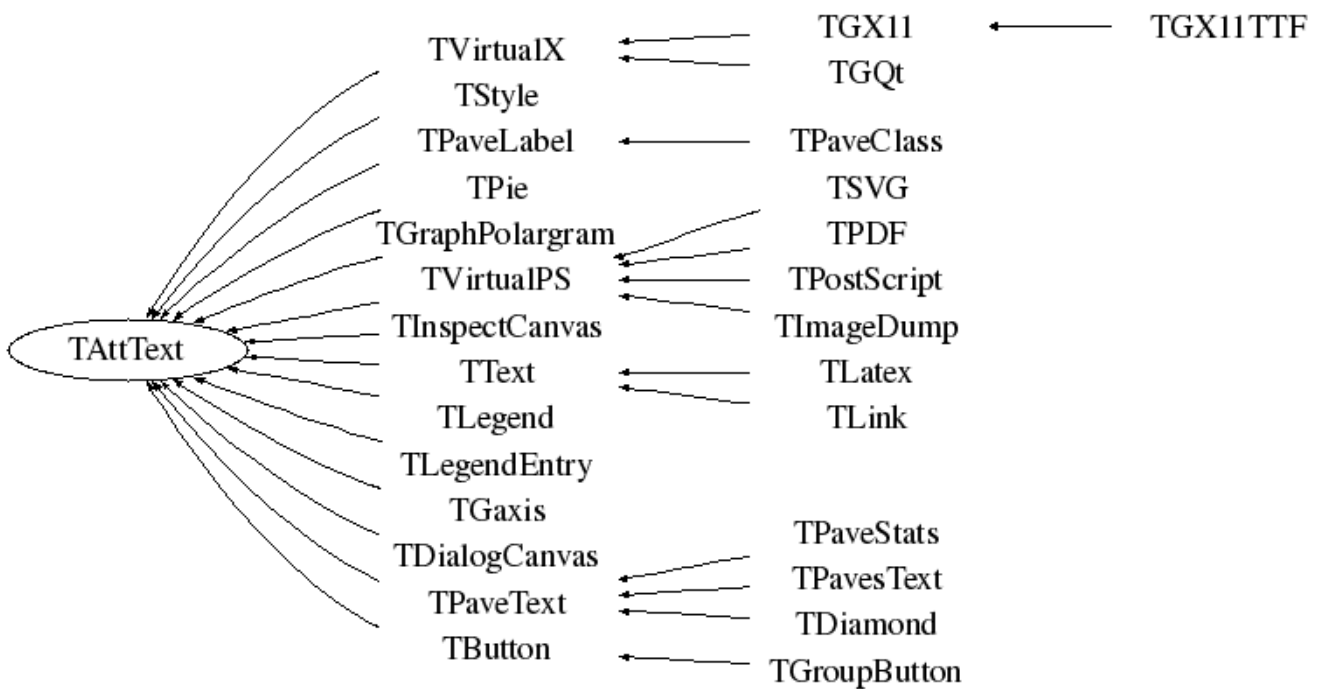 TGX11
TGX11TTF
TVirtualX
TGQt
TStyle
TPaveLabel
TPaveClass
TPie
TSVG
TGraphPolargram
TPDF
TVirtualPS
TPostScript
TInspectCanvas
TImageDump
TAttText
TText
TLatex
TLegend
TLink
TLegendEntry
TGaxis
TPaveStats
TDialogCanvas
TPavesText
TPaveText
TDiamond
TButton
TGroupButton